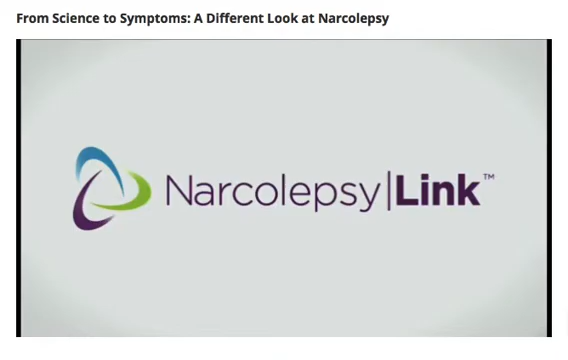 From Science to Symptoms: A Different Look at Narcolepsy
Narcolepsy|Link™